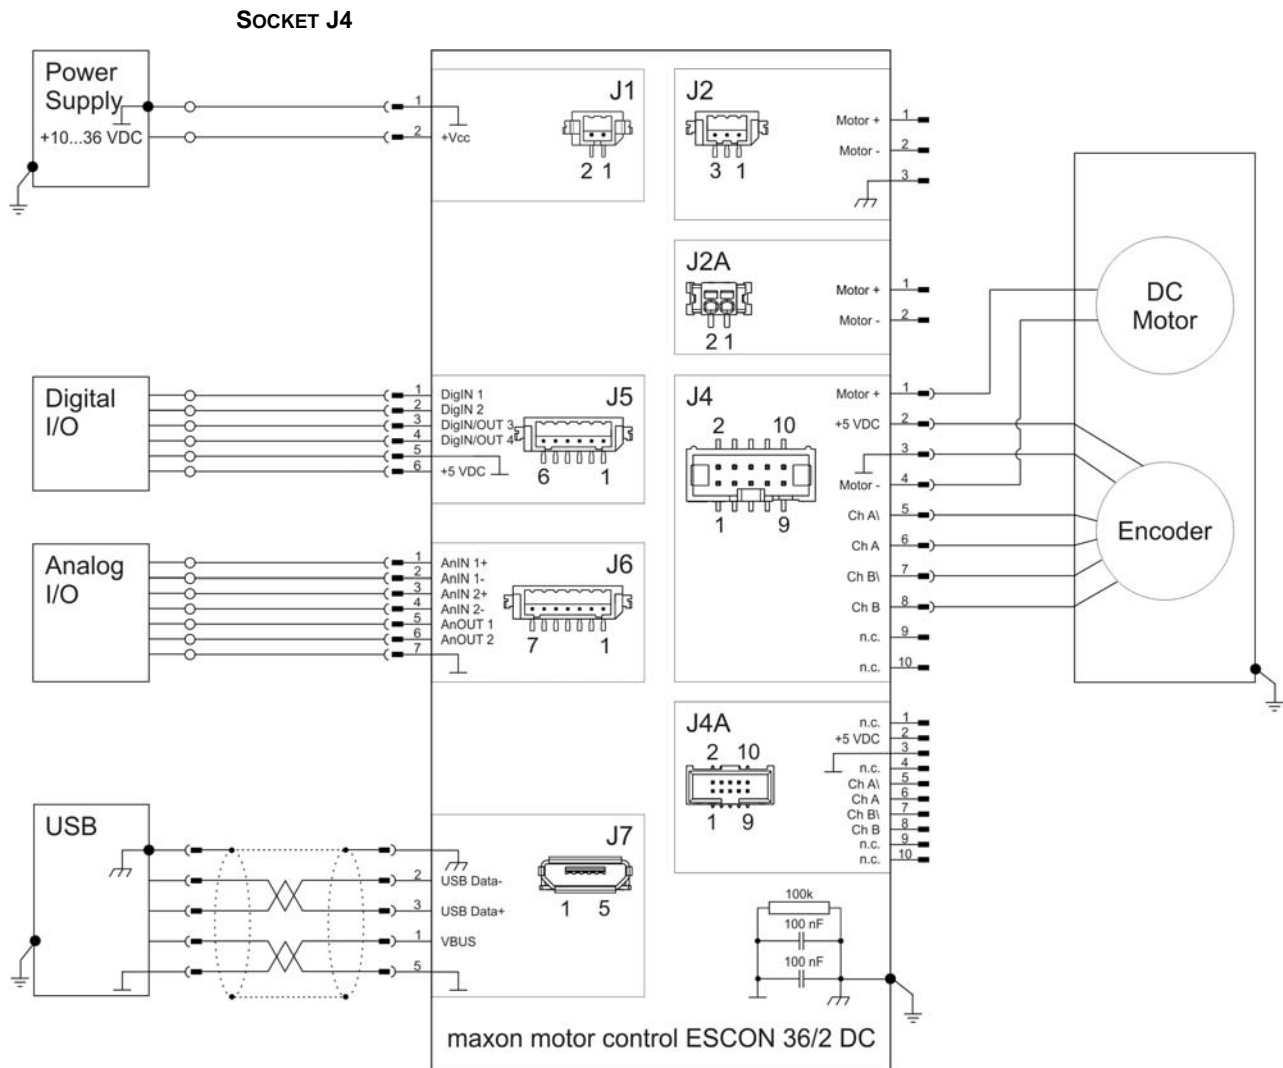 SOCKET J4
Power
Supply
+10...36 VDC
1
2
+Vcc
J1
2 1
J2
3 1
Motor +
1
Motor -
2
3
J2A
2 1
Motor +
1
Motor -
2
DC
Motor
Digital
I/O
1
DigIN 1
2
DigIN 2
3
DigIN/OUT 3
4
DigIN/OUT 4
5
6
+5 VDC
J5
6 1
J4
2 10
1 9
Motor +
1
+5 VDC
2
3
Motor -
4
Ch A\
5
Ch A
6
Ch B\
7
Ch B
8
n.c.
9
n.c.
10
Encoder
Analog
I/O
1
AnIN 1+
2
AnIN 1-
3
AnIN 2+
4
AnIN 2-
5
AnOUT 1
6
AnOUT 2
7
J6
7 1
J4A
2 10
1 9
n.c.
1
+5 VDC
2
3
n.c.
4
Ch A\
5
Ch A
6
Ch B\
7
Ch B
8
n.c.
9
n.c.
10
USB
2
USB Data-
3
USB Data+
1
VBUS
5
J7
1 5
100k
100 nF
100 nF
maxon motor control ESCON 36/2 DC